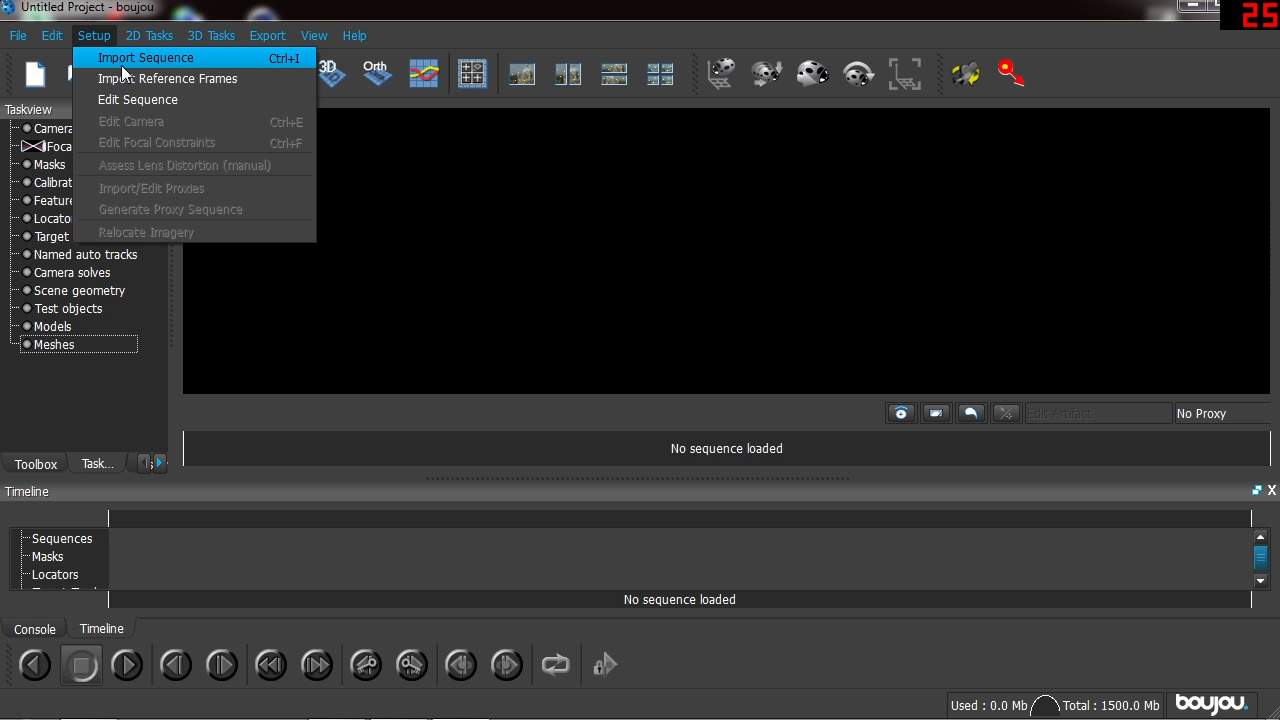 Untitled Project - boujou
25
File Edit Setup 2D Tasks 3D Tasks Export View Help
Import Sequence Ctrl+I
Import Reference Frames
Edit Sequence
Edit Camera Ctrl+E
Edit Focal Constraints Ctrl+F
Assess Lens Distortion (manual)
Import/Edit Proxies
Generate Proxy Sequence
Relocate Imagery
3D
Orth
Taskview
Camera
Foca
Masks
Calibrat
Feature
Locato
Target
Named auto tracks
Camera solves
Scene geometry
Test objects
Models
Meshes
Edit Artifact
No Proxy
Toolbox Task...
No sequence loaded
Timeline
X
Sequences
Masks
Locators
No sequence loaded
Console Timeline
Used : 0.0 Mb Total : 1500.0 Mb boujou.